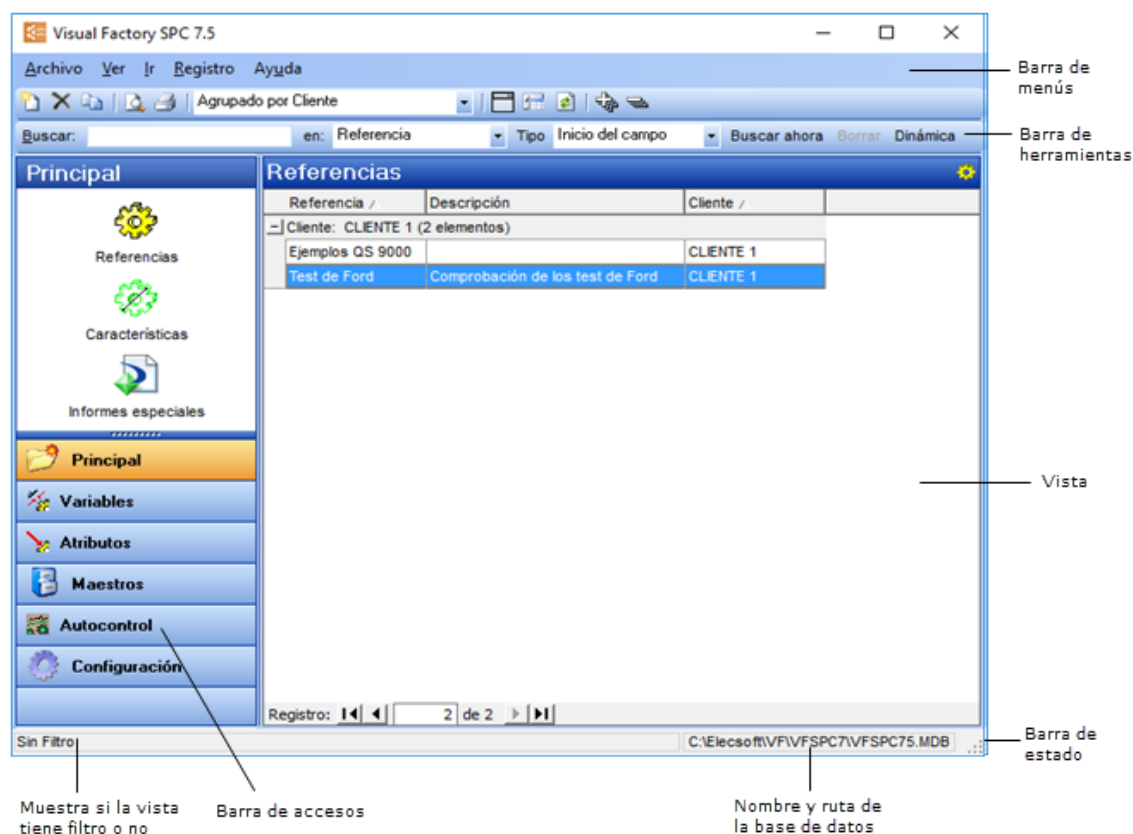 Visual Factory SPC 7.5
Archivo Ver Ir Registro Ayuda
Barra de
menús
Agrupado por Cliente
Buscar: en: Referencia Tipo Inicio del campo Buscar ahora Borrar Dinámica
Barra de
herramientas
Principal
Referencias
Características
Informes especiales
Principal
Variables
Atributos
Maestros
Autocontrol
Configuración
Referencias
Referencia Descripción Cliente
Cliente: CLIENTE 1 (2 elementos)
Ejemplos QS 9000 CLIENTE 1
Test de Ford Comprobación de los test de Ford CLIENTE 1
Vista
Registro: 2 de 2
Sin Filtro C:\Elecsoft\VF\VFSPC7\VFSPC75.MDB
Barra de
estado
Muestra si la vista
tiene filtro o no
Barra de accesos
Nombre y ruta de
la base de datos